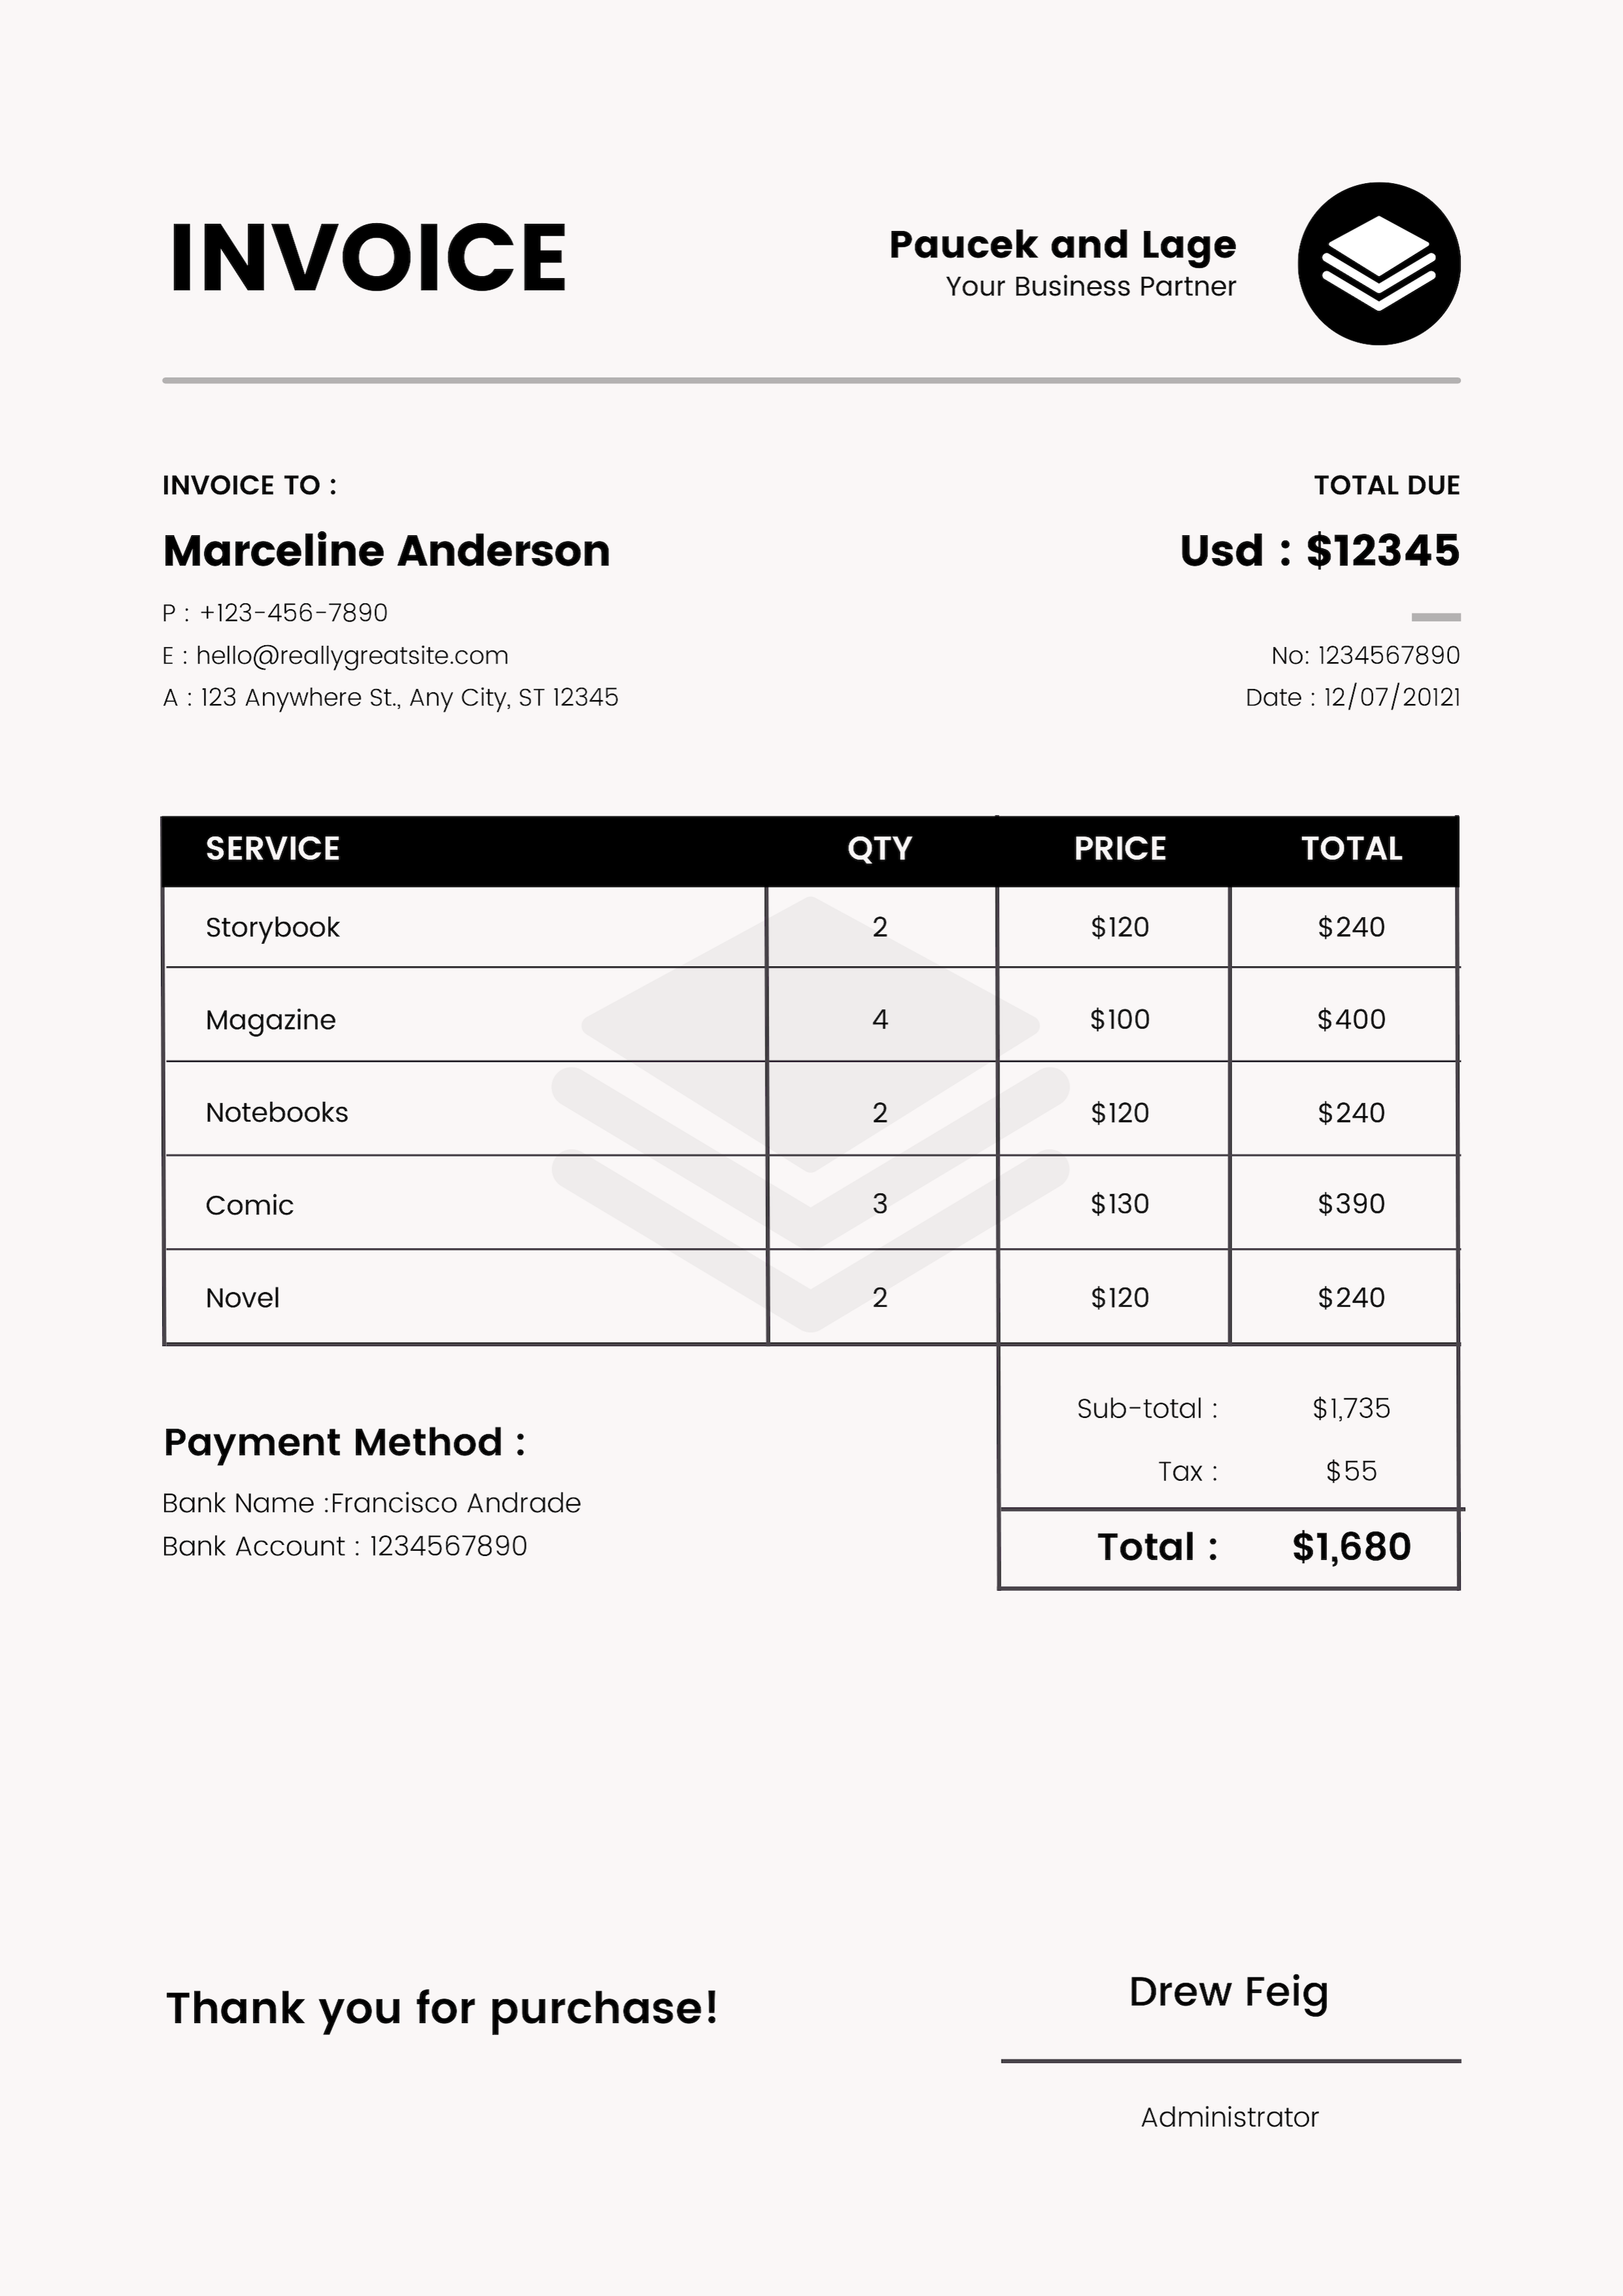 INVOICE
Paucek and Lage
Your Business Partner
INVOICE TO :
Marceline Anderson
P : +123-456-7890
E : hello@reallygreatsite.com
A : 123 Anywhere St., Any City, ST 12345
TOTAL DUE
Usd : $12345
No: 1234567890
Date : 12/07/20121
SERVICE QTY PRICE TOTAL
Storybook 2 $120 $240
Magazine 4 $100 $400
Notebooks 2 $120 $240
Comic 3 $130 $390
Novel 2 $120 $240
Sub-total : $1,735
Tax : $55
Total : $1,680
Payment Method :
Bank Name :Francisco Andrade
Bank Account : 1234567890
Thank you for purchase!
Drew Feig
Administrator